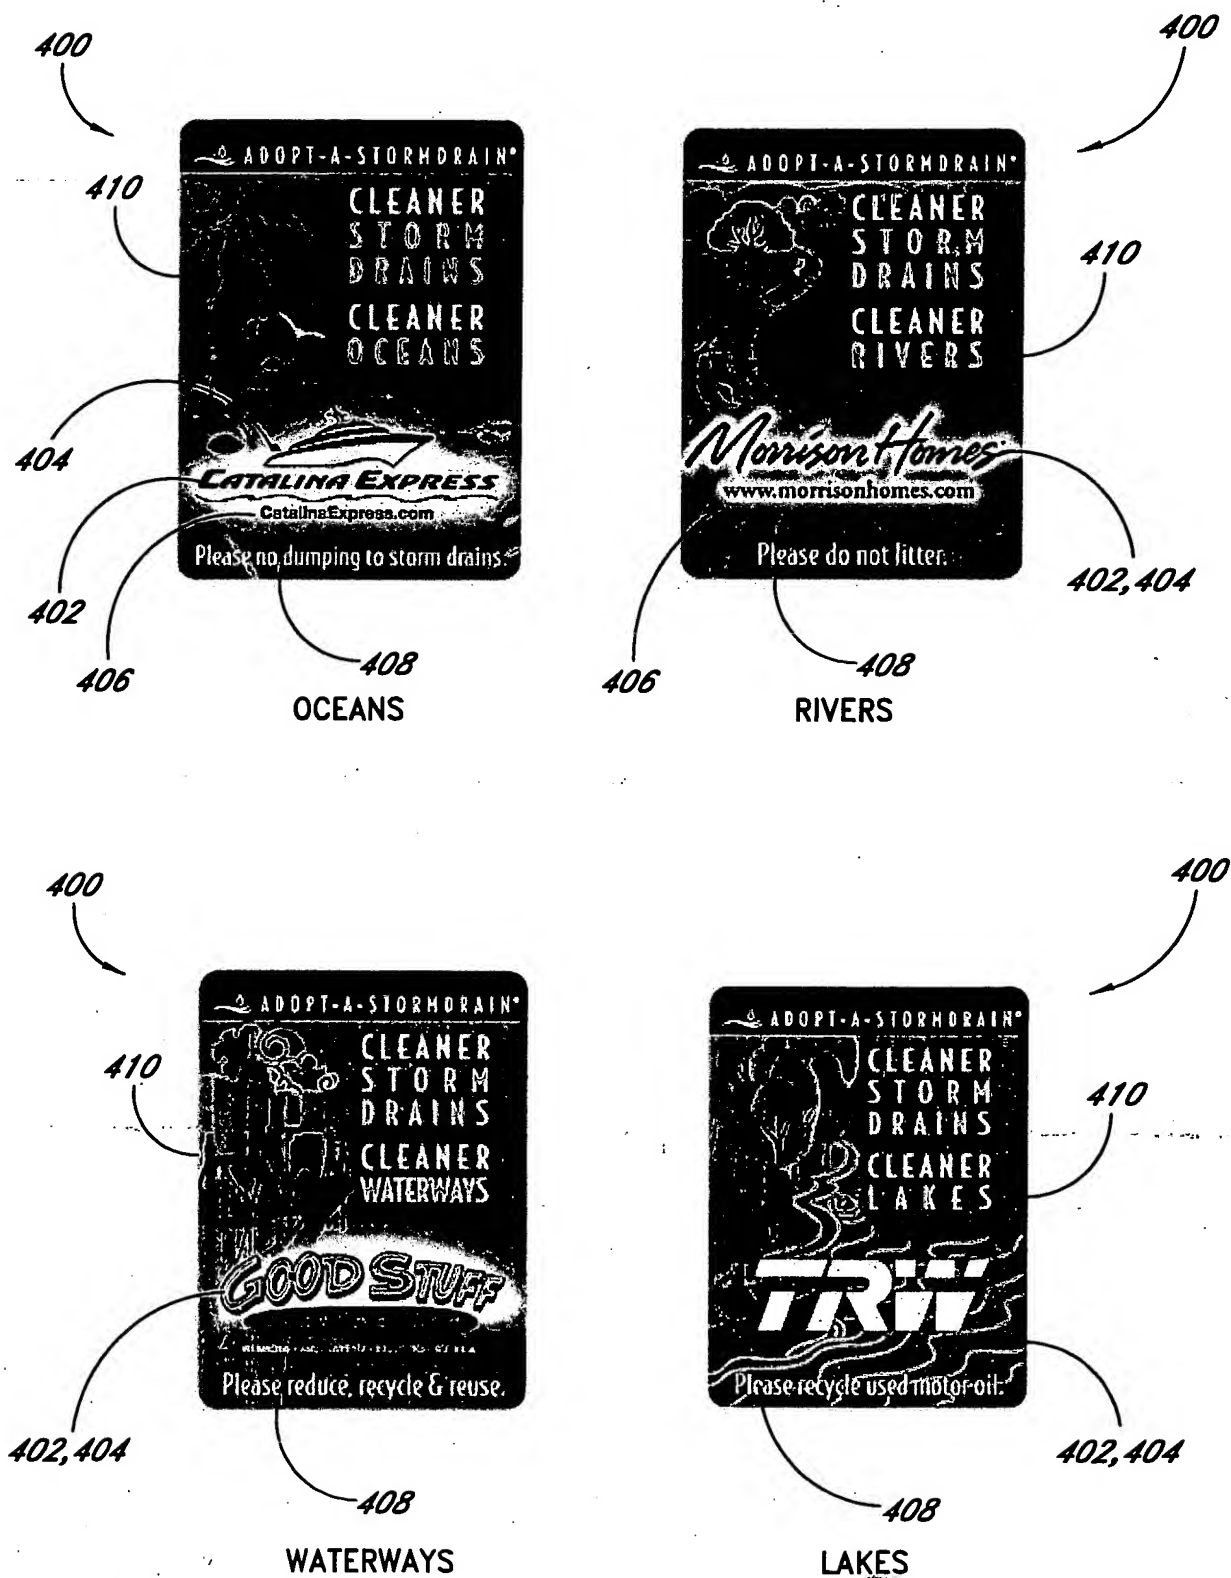 400
400
ADOPT-A-STORMDRAIN®
410
CLEANER
STORM
DRAINS
CLEANER
OCEANS
404
CATALINA EXPRESS
402
CatalinaExpress.com
406
Please no dumping to storm drains.
408
OCEANS
ADOPT-A-STORMDRAIN®
CLEANER
STORM
DRAINS
410
CLEANER
RIVERS
Morrison Homes
www.morrisonhomes.com
402,404
Please do not litter.
406
408
RIVERS
400
400
ADOPT-A-STORMDRAIN®
410
CLEANER
STORM
DRAINS
CLEANER
WATERWAYS
GOOD STUFF
Please reduce, recycle & reuse.
402,404
408
WATERWAYS
ADOPT-A-STORMDRAIN®
CLEANER
STORM
DRAINS
410
CLEANER
LAKES
TRW
Please recycle used motor oil.
402,404
408
LAKES